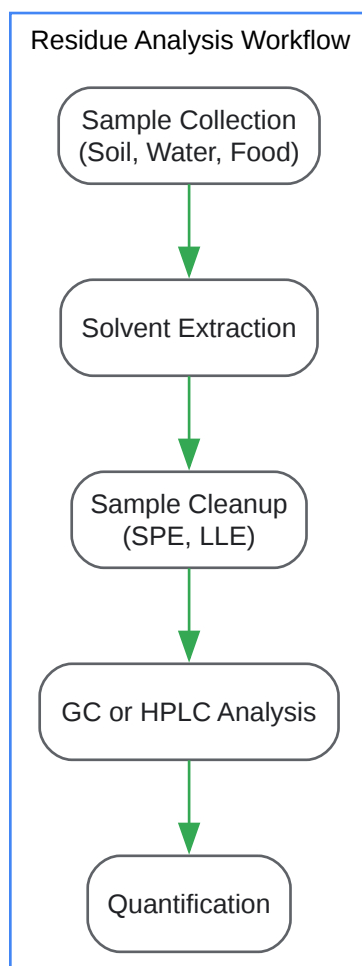 Residue Analysis Workflow
Sample Collection
(Soil, Water, Food)
Solvent Extraction
Sample Cleanup
(SPE, LLE)
GC or HPLC Analysis
Quantification